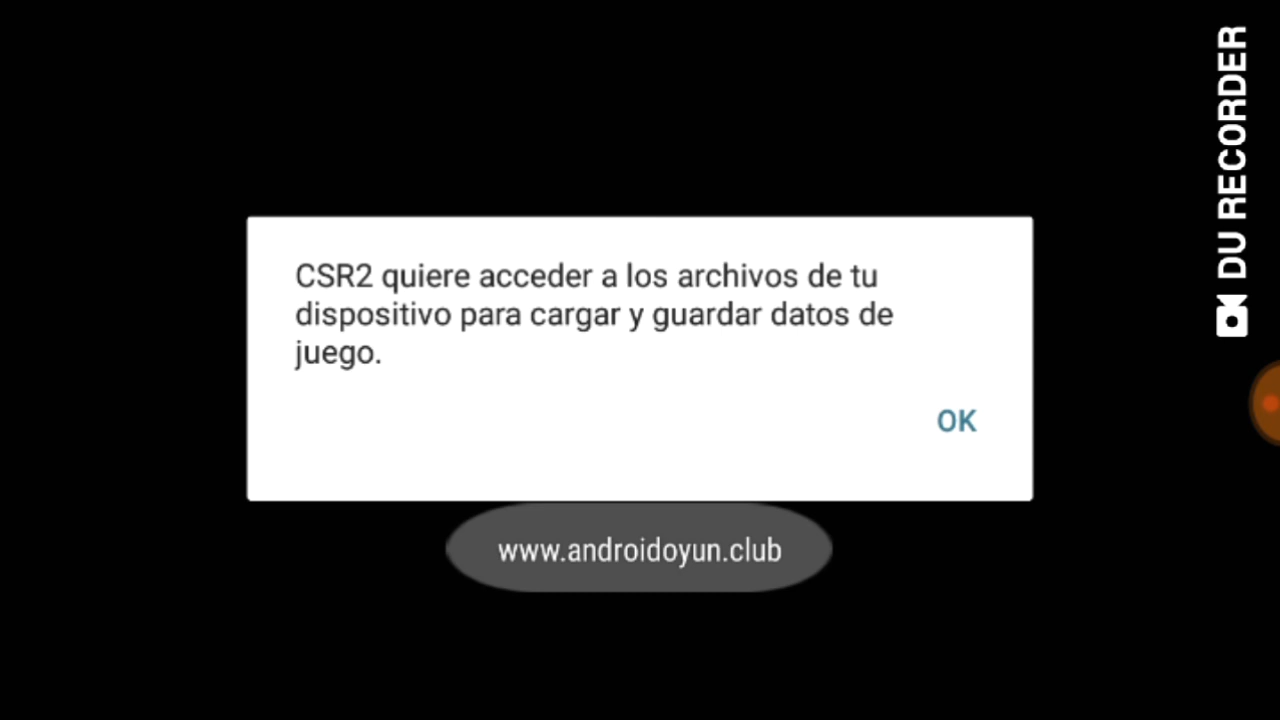 CSR2 quiere acceder a los archivos de tu
dispositivo para cargar y guardar datos de
juego.
OK
www.androidoyun.club
DU RECORDER